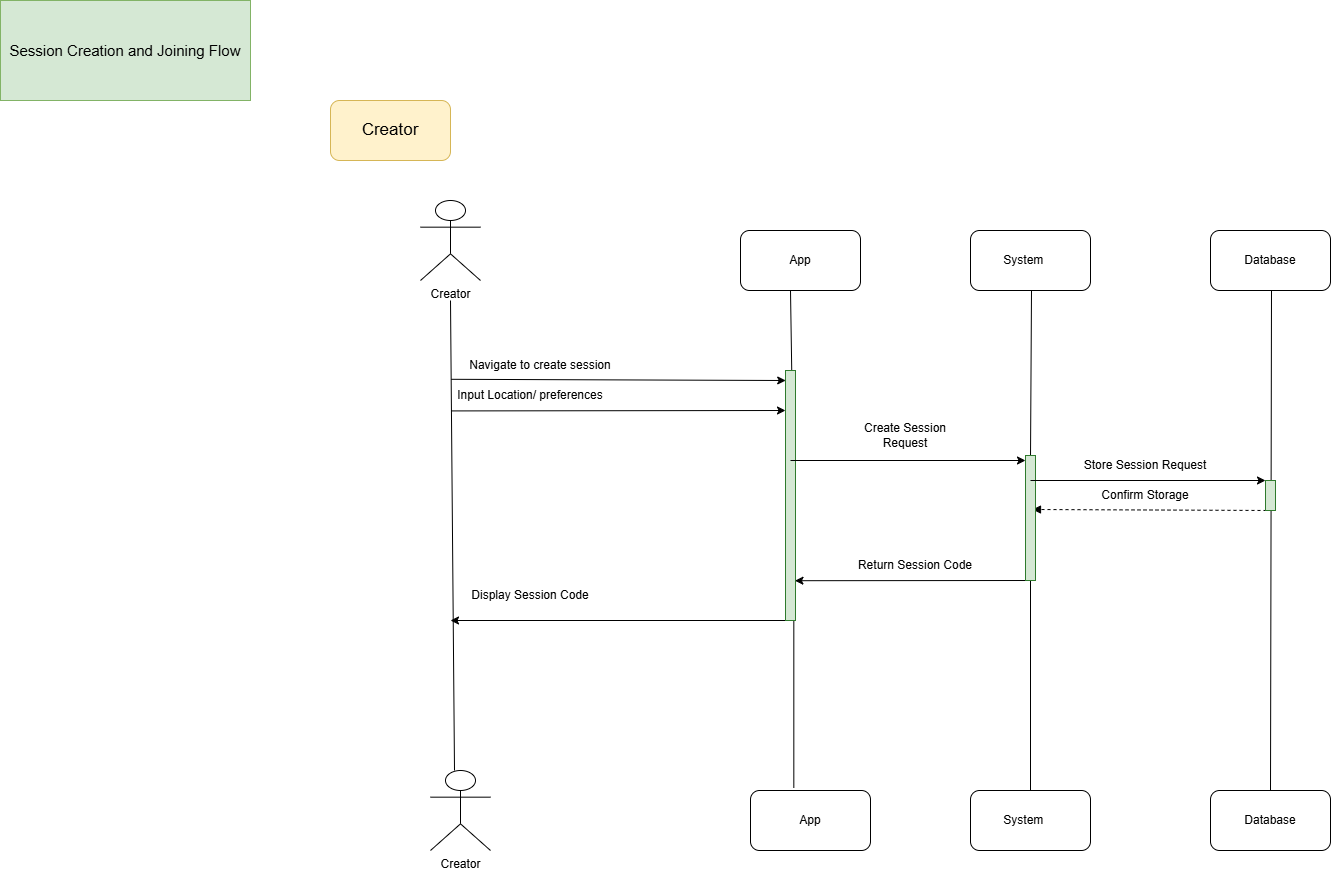 Session Creation and Joining Flow
Creator
Creator
App
System
Database
Navigate to create session
Input Location/ preferences
Create Session
Request
Store Session Request
Confirm Storage
Return Session Code
Display Session Code
App
System
Database
Creator